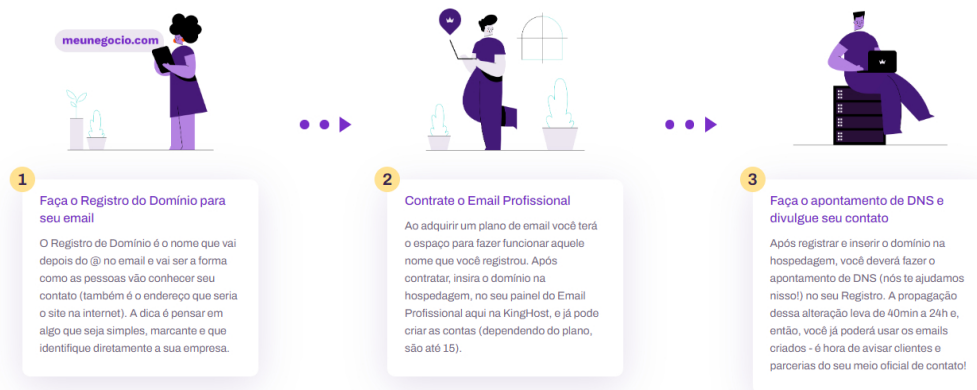 meunegocio.com
1
Faça o Registro do Domínio para
seu email
O Registro de Domínio é o nome que vai
depois do @ no email e vai ser a forma
como as pessoas vão conhecer seu
contato (também é o endereço que seria
o site na internet). A dica é pensar em
algo que seja simples, marcante e que
identifique diretamente a sua empresa.
2
Contrate o Email Profissional
Ao adquirir um plano de email você terá
o espaço para fazer funcionar aquele
nome que você registrou. Após
contratar, insira o domínio na
hospedagem, no seu painel do Email
Profissional aqui na KingHost, e já pode
criar as contas (dependendo do plano,
são até 15).
3
Faça o apontamento de DNS e
divulgue seu contato
Após registrar e inserir o domínio na
hospedagem, você deverá fazer o
apontamento de DNS (nós te ajudamos
nisso!) no seu Registro. A propagação
dessa alteração leva de 40min a 24h e,
então, você já poderá usar os emails
criados - é hora de avisar clientes e
parcerias do seu meio oficial de contato!